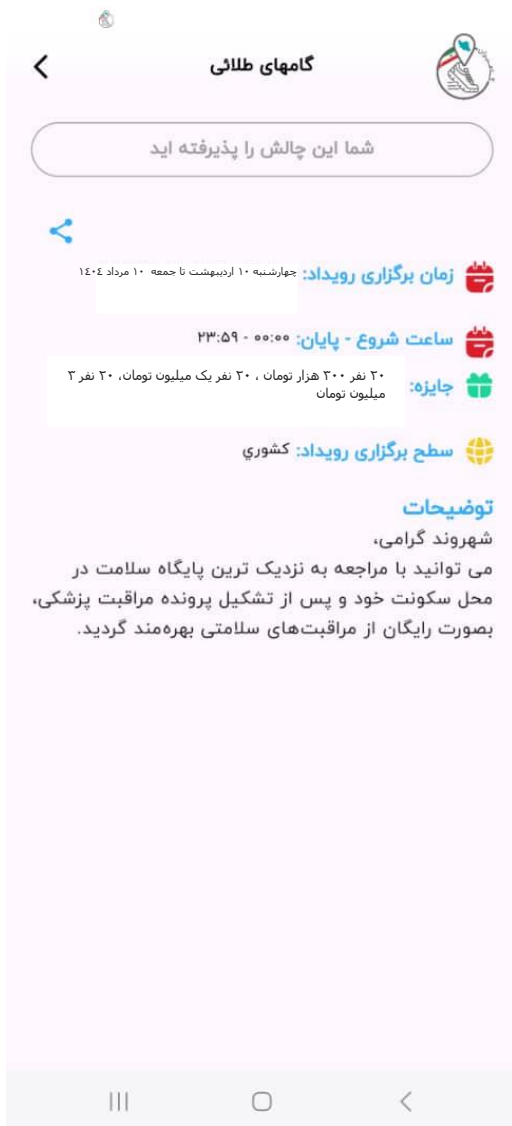 گامهای طلائی
شما این چالش را پذیرفته اید
زمان برگزاری رویداد: چهارشنبه ۱۰ اردیبهشت تا جمعه ۱۰ مرداد ۱٤۰٤
ساعت شروع - پایان: ۰۰:۰۰ - ۲۳:۵۹
جایزه: ۲۰ نفر ۳۰۰ هزار تومان ، ۲۰ نفر یک میلیون تومان، ۲۰ نفر ۳
میلیون تومان
سطح برگزاری رویداد: کشوري
توضیحات
شهروند گرامی،
می توانید با مراجعه به نزدیک ترین پایگاه سلامت در
محل سکونت خود و پس از تشکیل پرونده مراقبت پزشکی،
بصورت رایگان از مراقبت‌های سلامتی بهره‌مند گردید.